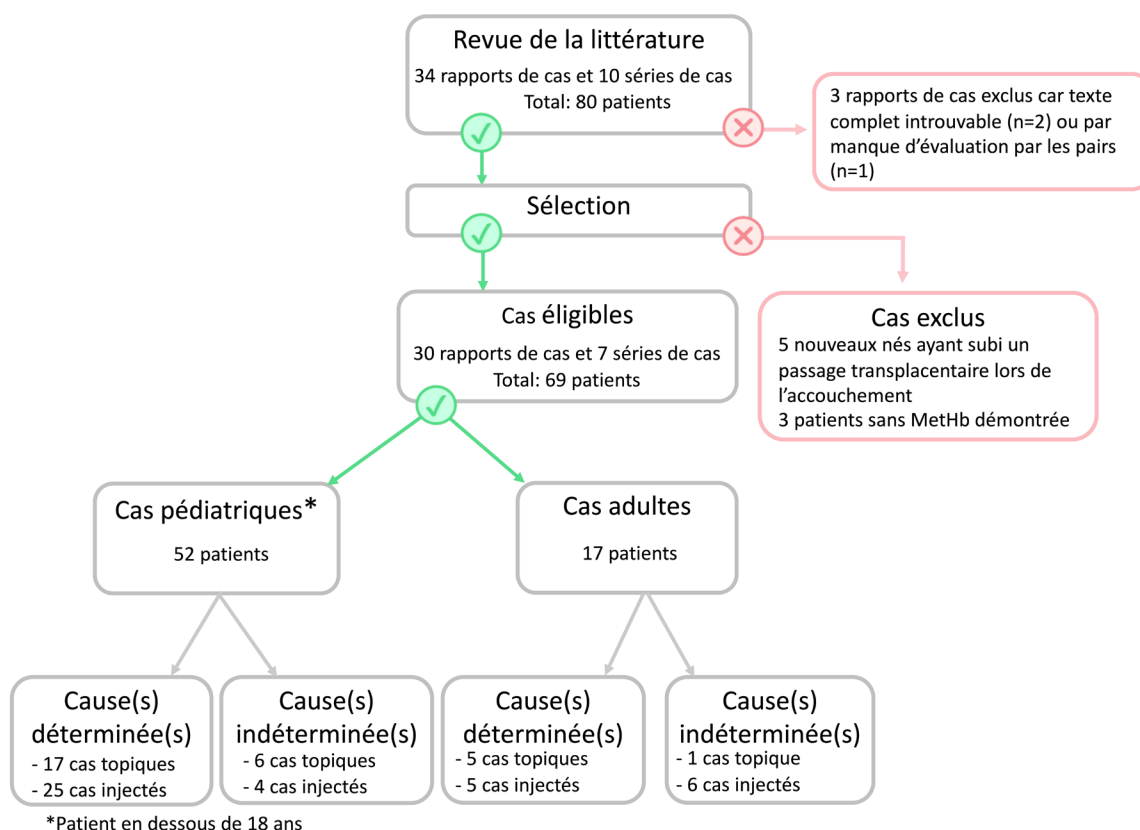 Revue de la littérature
34 rapports de cas et 10 séries de cas
Total: 80 patients
3 rapports de cas exclus car texte
complet introuvable (n=2) ou par
manque d'évaluation par les pairs
(n=1)
Sélection
Cas éligibles
30 rapports de cas et 7 séries de cas
Total: 69 patients
Cas exclus
5 nouveaux nés ayant subi un
passage transplacentaire lors de
l'accouchement
3 patients sans MetHb démontrée
Cas pédiatriques*
52 patients
Cas adultes
17 patients
Cause(s)
déterminée(s)
- 17 cas topiques
- 25 cas injectés
Cause(s)
indéterminée(s)
- 6 cas topiques
- 4 cas injectés
Cause(s)
déterminée(s)
- 5 cas topiques
- 5 cas injectés
Cause(s)
indéterminée(s)
- 1 cas topique
- 6 cas injectés
*Patient en dessous de 18 ans